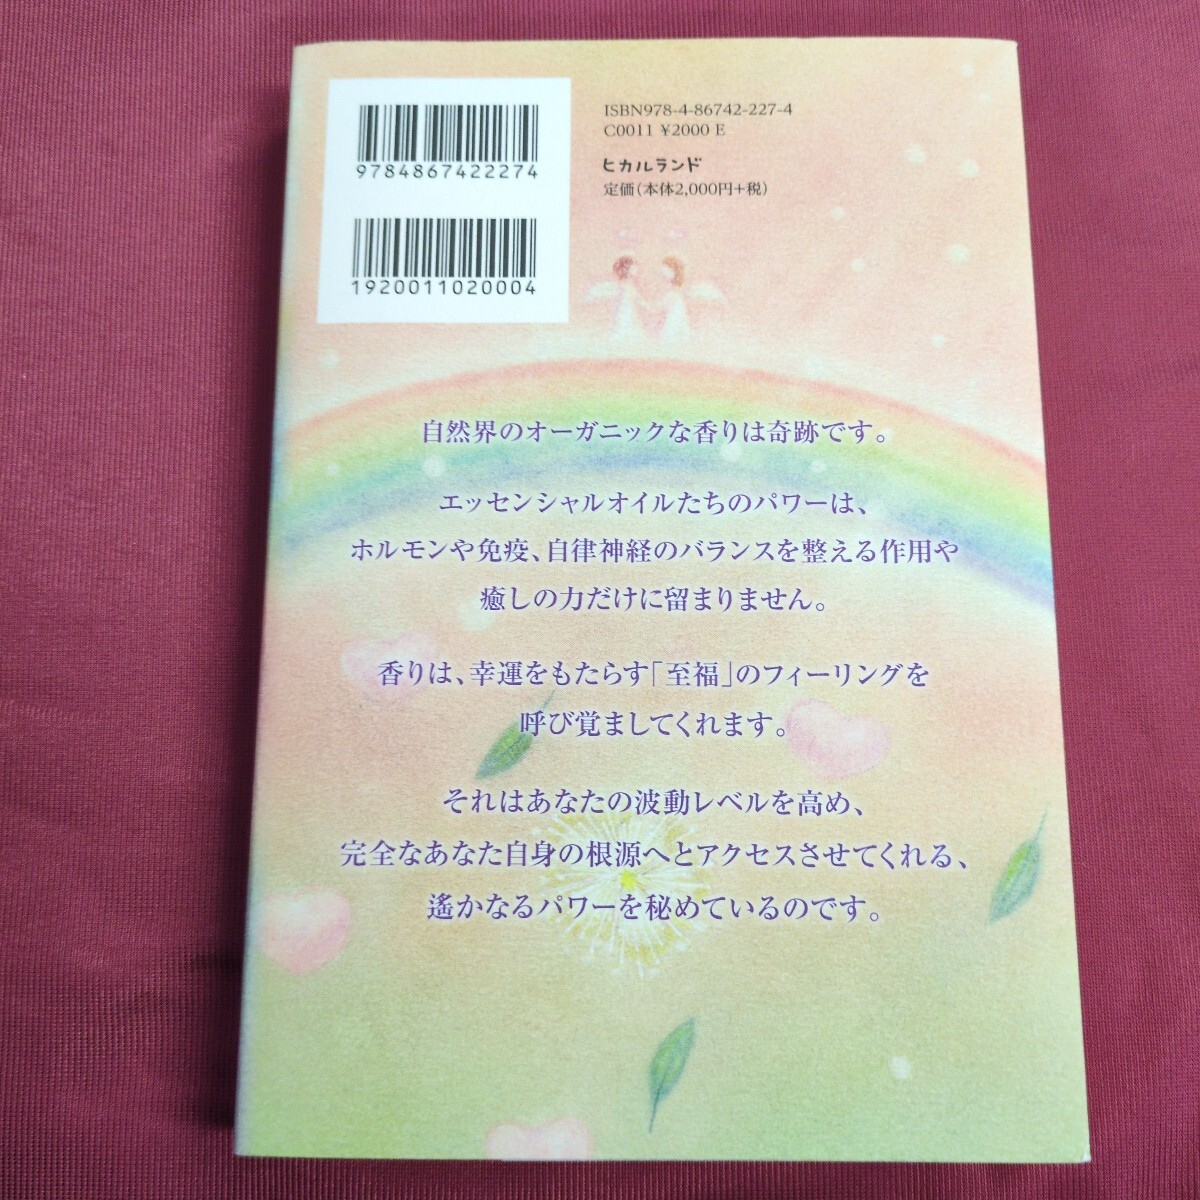 9784867422274
1920011020004
ISBN978-4-86742-227-4
C0011 ¥2000 E
ヒカルランド
定価(本体2,000円+税)
自然界のオーガニックな香りは奇跡です。
エッセンシャルオイルたちのパワーは、
ホルモンや免疫、自律神経のバランスを整える作用や
癒しの力だけに留まりません。
香りは、幸運をもたらす「至福」のフィーリングを
呼び覚ましてくれます。
それはあなたの波動レベルを高め、
完全なあなた自身の根源へとアクセスさせてくれる、
遙かなるパワーを秘めているのです。